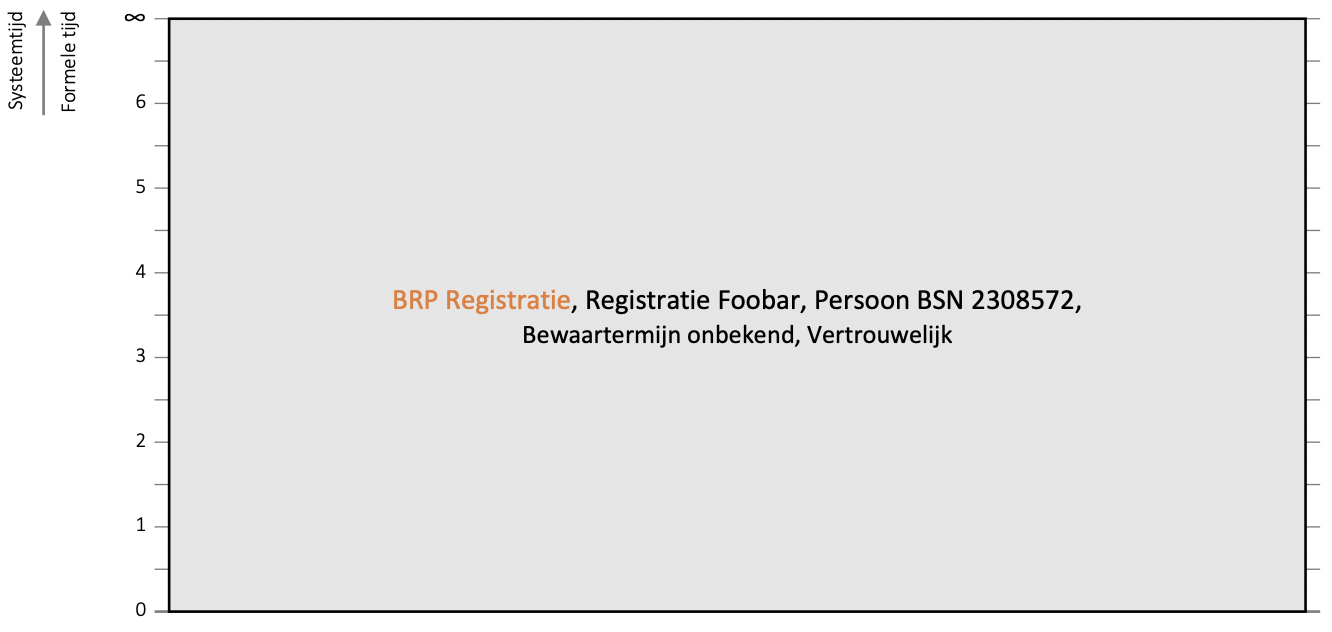 Systeemtijd
Formele tijd
∞
6
5
4
3
2
1
0
BRP Registratie, Registratie Foobar, Persoon BSN 2308572,
Bewaartermijn onbekend, Vertrouwelijk